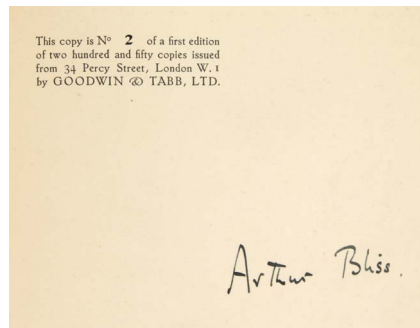 This copy is Nº 2 of a first edition
of two hundred and fifty copies issued
from 34 Percy Street, London W. 1
by GOODWIN & TABB, LTD.
Arthur Bliss.